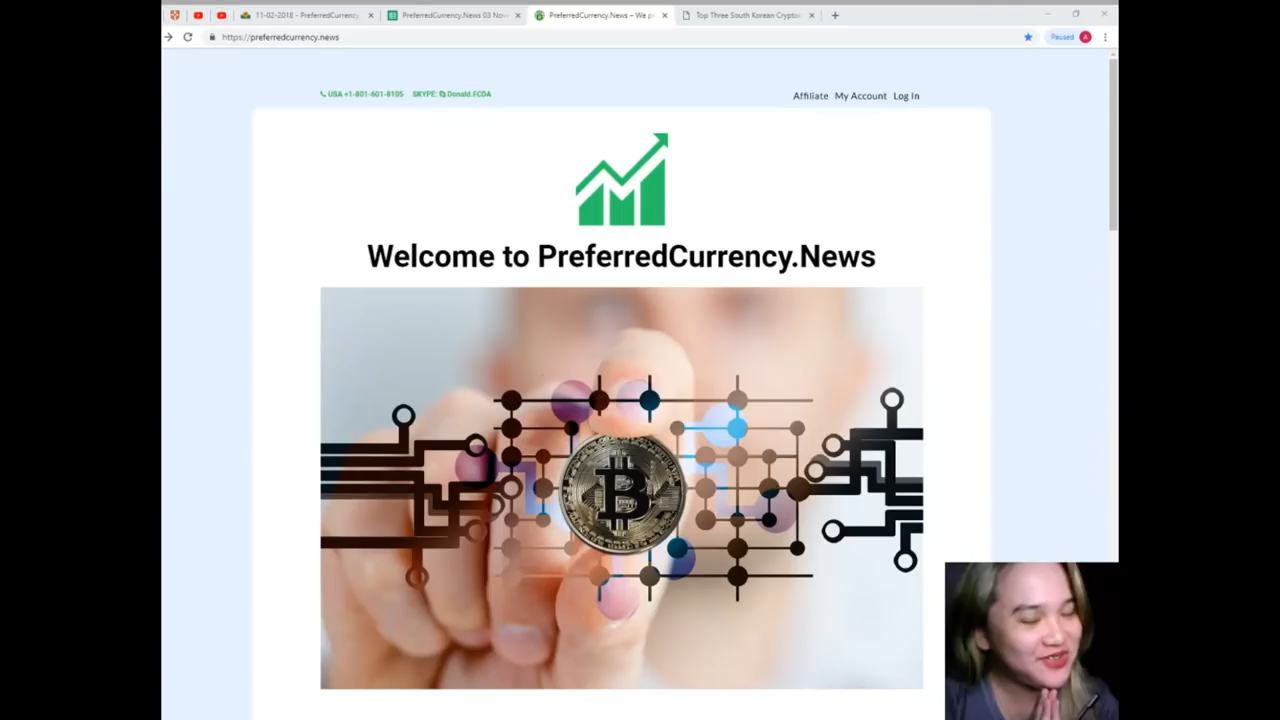 11-02-2018 - PreferredCurrency
PreferredCurrency.News 03 Nov
PreferredCurrency.News – We p
Top Three South Korean Crypto
https://preferredcurrency.news
Paused
A
USA +1-801-601-8105 SKYPE: Donald.FCDA
Affiliate My Account Log In
Welcome to PreferredCurrency.News